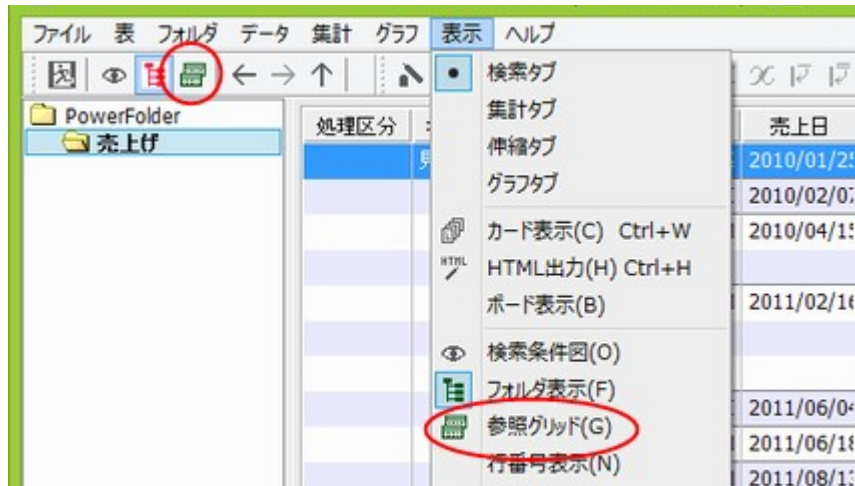 ファイル 表 フォルダ データ 集計 グラフ 表示 ヘルプ
PowerFolder
売上げ
処理区分
売上日
2010/01/25
2010/02/0
2010/04/15
2011/02/16
2011/06/04
2011/06/18
2011/08/1
検索タブ
集計タブ
伸縮タブ
グラフタブ
カード表示(C) Ctrl+W
HTML出力(H) Ctrl+H
ボード表示(B)
検索条件図(O)
フォルダ表示(F)
参照グリッド(G)
行番号表示(N)